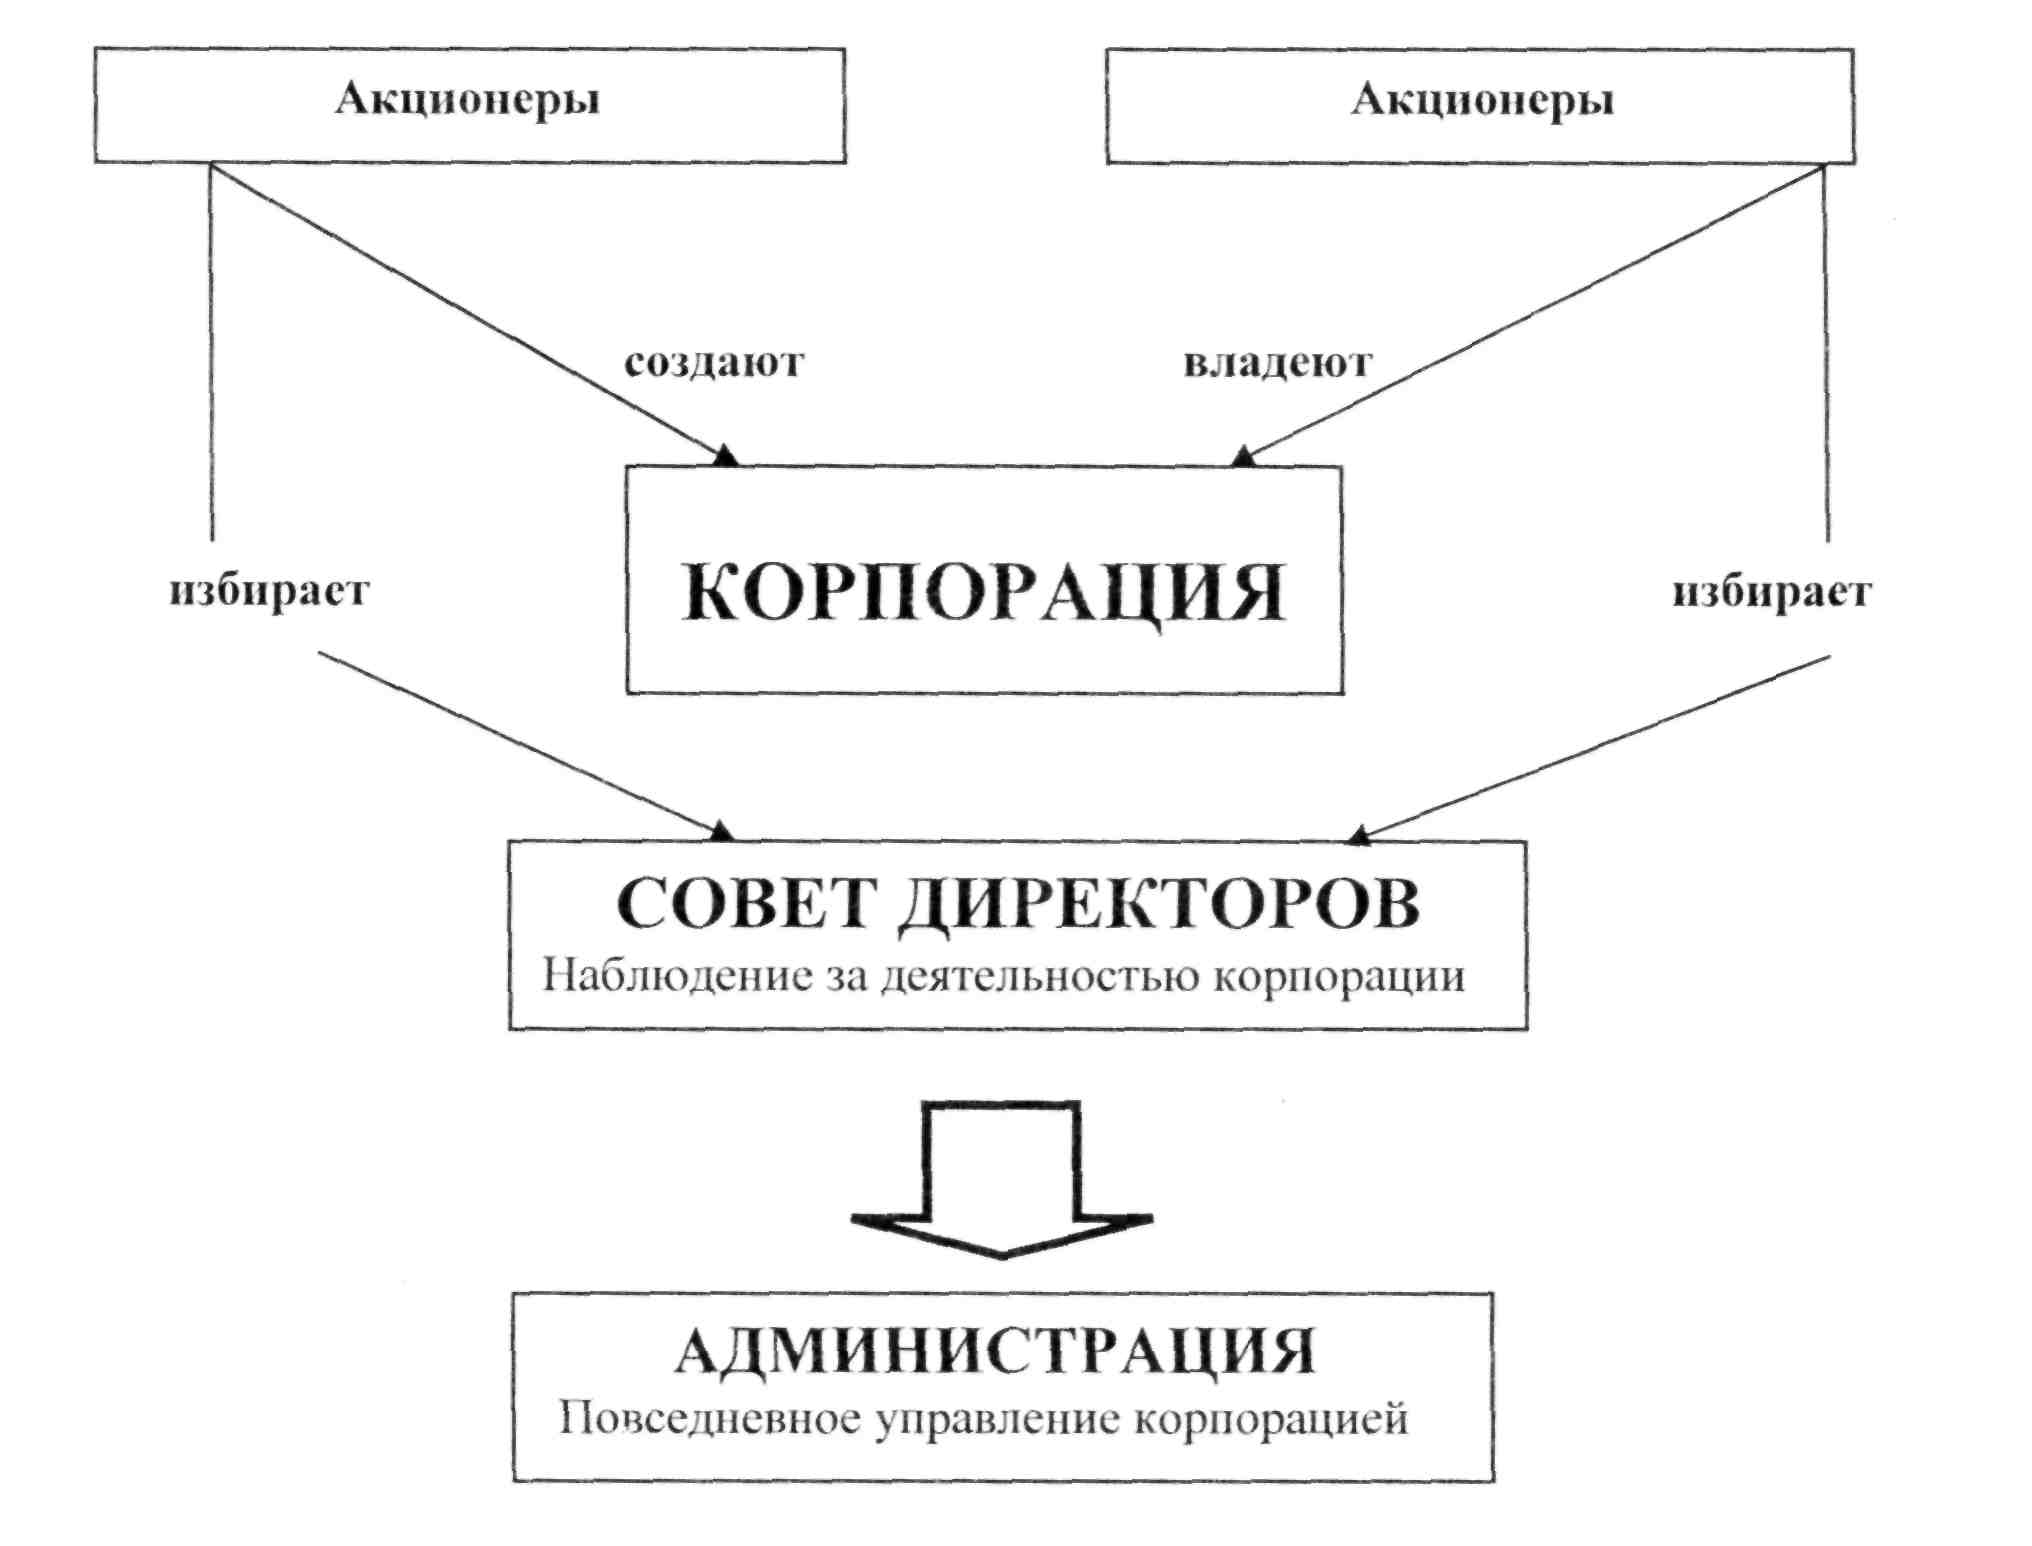 Акционеры
Акционеры
создают
владеют
КОРПОРАЦИЯ
избирает
избирает
СОВЕТ ДИРЕКТОРОВ
Наблюдение за деятельностью корпорации
АДМИНИСТРАЦИЯ
Повседневное управление корпорацией